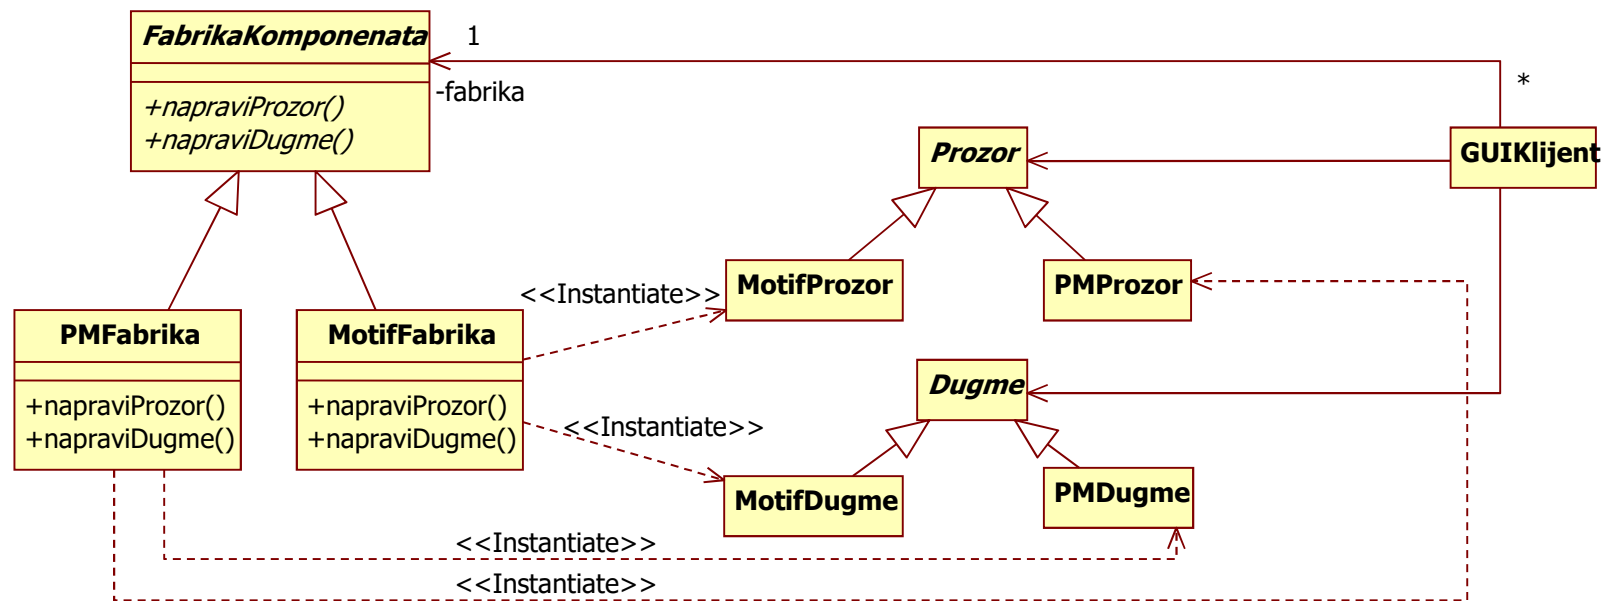 FabrikaKomponenata
1
-fabrika
*
+napraviProzor()
+napraviDugme()
Prozor
GUIKlijent
<<Instantiate>>
MotifProzor
PMProzor
PMFabrika
MotifFabrika
+napraviProzor()
+napraviDugme()
+napraviProzor()
+napraviDugme()
Dugme
<<Instantiate>>
MotifDugme
PMDugme
<<Instantiate>>
<<Instantiate>>